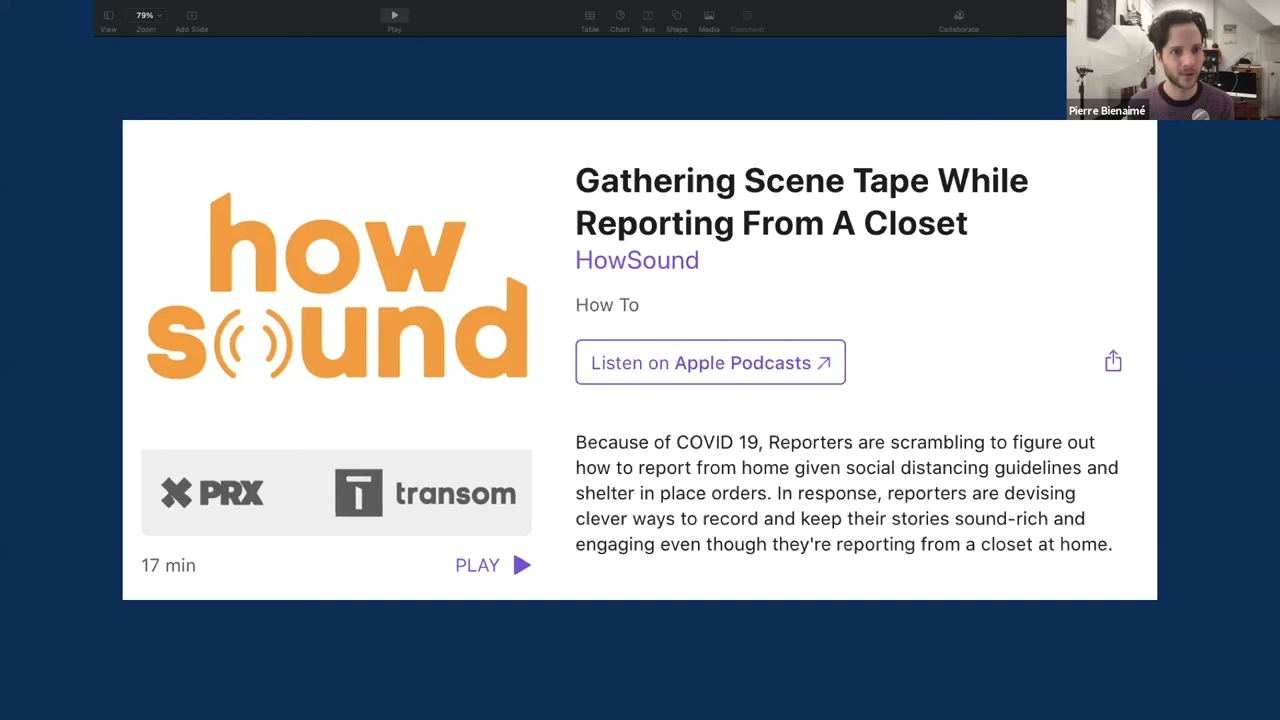 79%
View
Zoom
Add Slide
Play
Table
Chart
Text
Shape
Media
Comment
Collaborate
Pierre Bienaimé
how
sound
PRX
transom
17 min
PLAY
Gathering Scene Tape While
Reporting From A Closet
HowSound
How To
Listen on Apple Podcasts
Because of COVID 19, Reporters are scrambling to figure out
how to report from home given social distancing guidelines and
shelter in place orders. In response, reporters are devising
clever ways to record and keep their stories sound-rich and
engaging even though they're reporting from a closet at home.